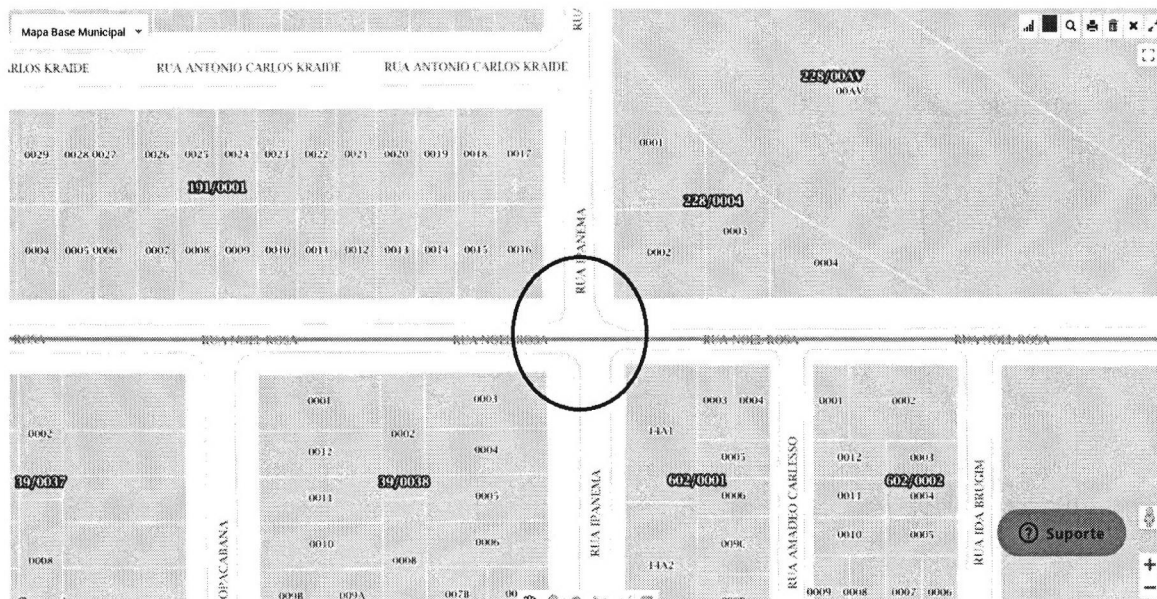 Mapa Base Municipal
RUA
ARLOS KRAIDE RUA ANTONIO CARLOS KRAIDE RUA ANTONIO CARLOS KRAIDE
228/00AV
00AV
0029 0028 0027 0026 0025 0024 0023 0022 0021 0020 0019 0018 0017
0001
191/0001
228/0004
RUA IPANEMA
0003
0004 0005 0006 0007 0008 0009 0010 0011 0012 0013 0014 0015 0016
0002
0004
ROSA RUA NOEL ROSA RUA NOEL ROSA RUA NOEL ROSA RUA NOEL ROSA
0001 0003 0003 0004 0001 0002
0002 0002 14A1
0012 0004 0005 0012 0003
39/0037 39/0038 602/0001 602/0002
0011 0005 0006 0011 0004
OPACABANA
RUA IPANEMA
RUA AMADEO CARLESSO
RUA IDA BRUGIM
Suporte
0010 0006 009C 0010 0005
0008 0008 14A2
009B 009A 007B 00 0009 0008 0007 0006